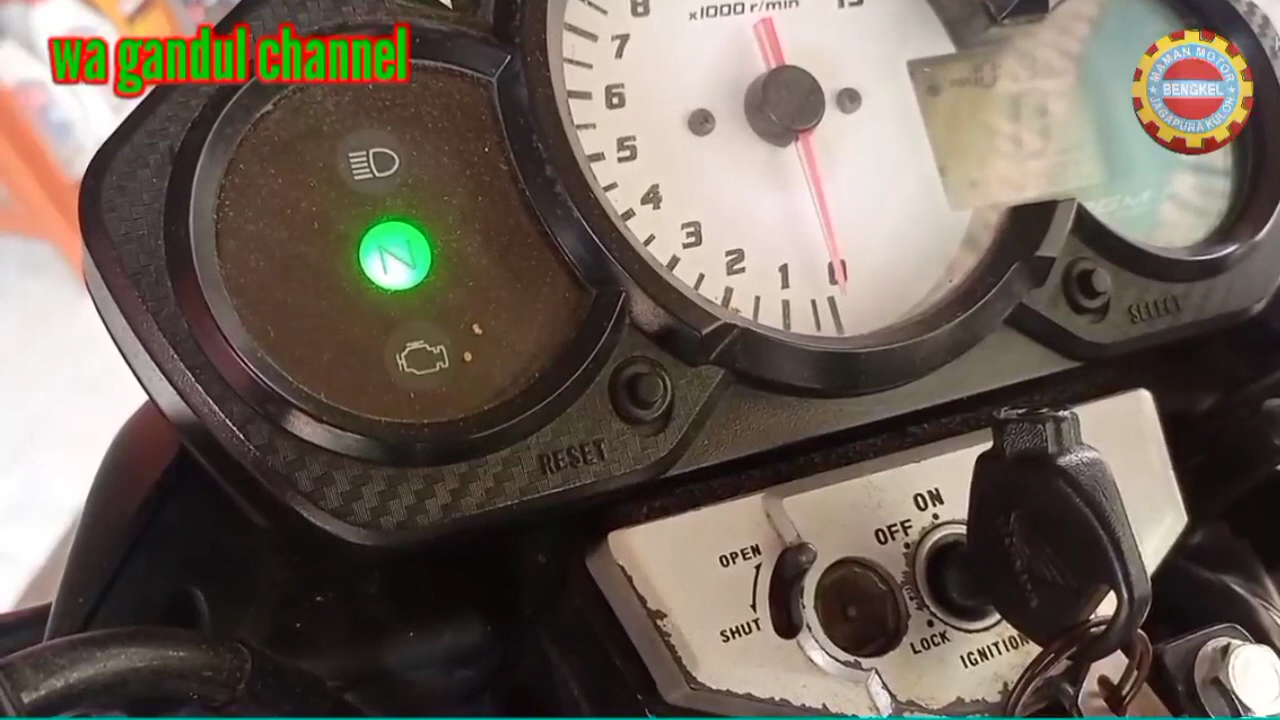 wa gandul channel
x1000 r/min
8
7
6
5
4
3
2
1
0
N
MAMAN MOTOR
BENGKEL
JAGAPURA KULON
RESET
SELECT
ON
OFF
OPEN
SHUT
LOCK
IGNITION